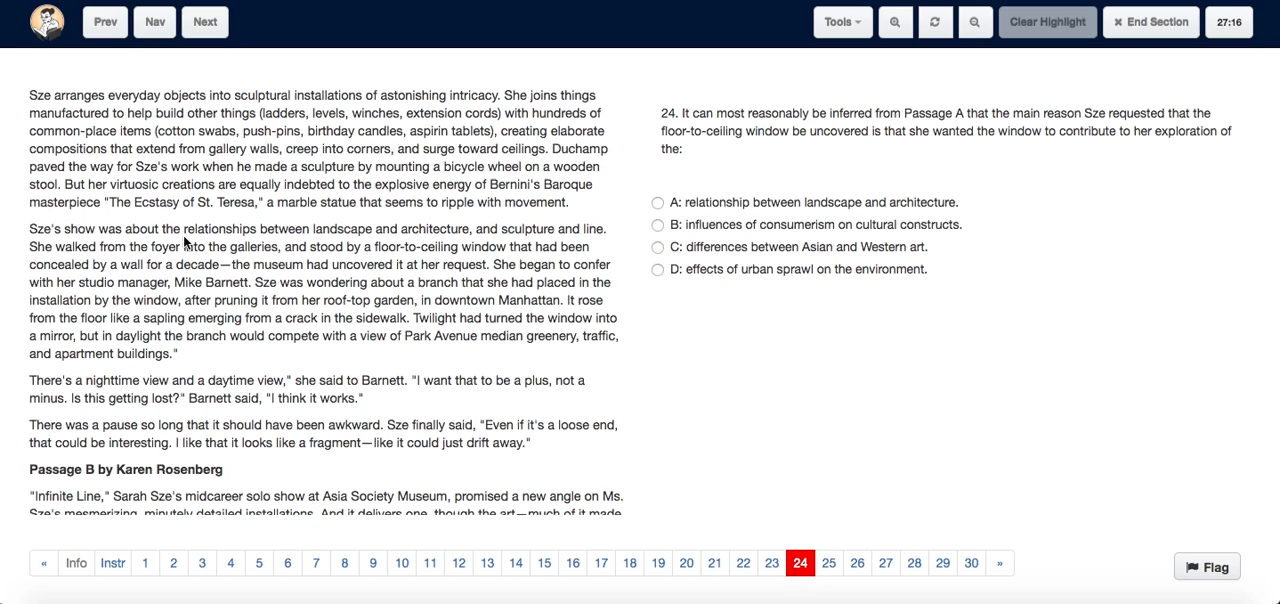 Prev Nav Next Tools Clear Highlight ✖ End Section 27:16
Sze arranges everyday objects into sculptural installations of astonishing intricacy. She joins things
manufactured to help build other things (ladders, levels, winches, extension cords) with hundreds of
common-place items (cotton swabs, push-pins, birthday candles, aspirin tablets), creating elaborate
compositions that extend from gallery walls, creep into corners, and surge toward ceilings. Duchamp
paved the way for Sze's work when he made a sculpture by mounting a bicycle wheel on a wooden
stool. But her virtuosic creations are equally indebted to the explosive energy of Bernini's Baroque
masterpiece "The Ecstasy of St. Teresa," a marble statue that seems to ripple with movement.
Sze's show was about the relationships between landscape and architecture, and sculpture and line.
She walked from the foyer into the galleries, and stood by a floor-to-ceiling window that had been
concealed by a wall for a decade—the museum had uncovered it at her request. She began to confer
with her studio manager, Mike Barnett. Sze was wondering about a branch that she had placed in the
installation by the window, after pruning it from her roof-top garden, in downtown Manhattan. It rose
from the floor like a sapling emerging from a crack in the sidewalk. Twilight had turned the window into
a mirror, but in daylight the branch would compete with a view of Park Avenue median greenery, traffic,
and apartment buildings."
There's a nighttime view and a daytime view," she said to Barnett. "I want that to be a plus, not a
minus. Is this getting lost?" Barnett said, "I think it works."
There was a pause so long that it should have been awkward. Sze finally said, "Even if it's a loose end,
that could be interesting. I like that it looks like a fragment—like it could just drift away."
Passage B by Karen Rosenberg
"Infinite Line," Sarah Sze's midcareer solo show at Asia Society Museum, promised a new angle on Ms.
Sze's mesmerizing, minutely detailed installations. And it delivers one, though the art—much of it made
24. It can most reasonably be inferred from Passage A that the main reason Sze requested that the
floor-to-ceiling window be uncovered is that she wanted the window to contribute to her exploration of
the:
A: relationship between landscape and architecture.
B: influences of consumerism on cultural constructs.
C: differences between Asian and Western art.
D: effects of urban sprawl on the environment.
« Info Instr 1 2 3 4 5 6 7 8 9 10 11 12 13 14 15 16 17 18 19 20 21 22 23 24 25 26 27 28 29 30 »
Flag